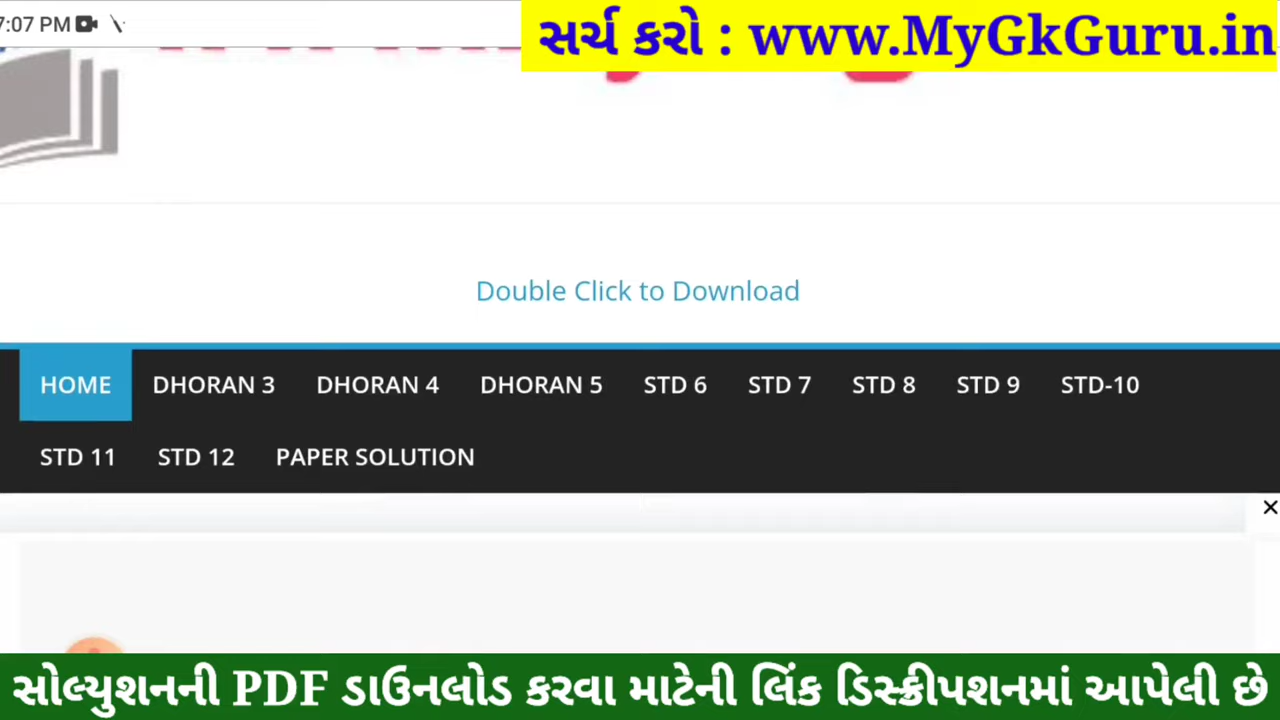 7:07 PM
સર્ચ કરો : www.MyGkGuru.in
Double Click to Download
HOME DHORAN 3 DHORAN 4 DHORAN 5 STD 6 STD 7 STD 8 STD 9 STD-10
STD 11 STD 12 PAPER SOLUTION
સોલ્યુશનની PDF ડાઉનલોડ કરવા માટેની લિંક ડિસ્ક્રીપશનમાં આપેલી છે